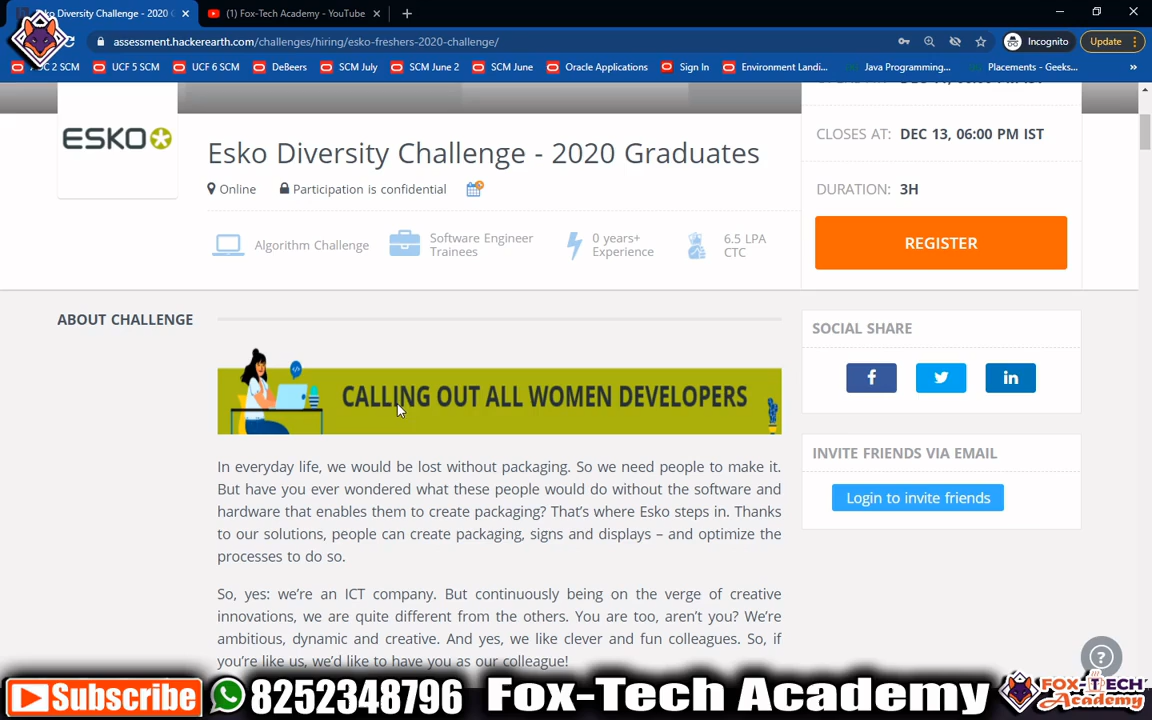 Esko Diversity Challenge - 2020
(1) Fox-Tech Academy - YouTube
assessment.hackerearth.com/challenges/hiring/esko-freshers-2020-challenge/
Incognito
Update
2 SCM
UCF 5 SCM
UCF 6 SCM
DeBeers
SCM July
SCM June 2
SCM June
Oracle Applications
Sign In
Environment Landi...
Java Programming...
Placements - Geeks...
»
CLOSES AT: DEC 13, 06:00 PM IST
DURATION: 3H
REGISTER
ESKO
Esko Diversity Challenge - 2020 Graduates
Online
Participation is confidential
Algorithm Challenge
Software Engineer
Trainees
0 years+
Experience
6.5 LPA
CTC
ABOUT CHALLENGE
CALLING OUT ALL WOMEN DEVELOPERS
In everyday life, we would be lost without packaging. So we need people to make it.
But have you ever wondered what these people would do without the software and
hardware that enables them to create packaging? That's where Esko steps in. Thanks
to our solutions, people can create packaging, signs and displays – and optimize the
processes to do so.
So, yes: we're an ICT company. But continuously being on the verge of creative
innovations, we are quite different from the others. You are too, aren't you? We're
ambitious, dynamic and creative. And yes, we like clever and fun colleagues. So, if
you're like us, we'd like to have you as our colleague!
SOCIAL SHARE
INVITE FRIENDS VIA EMAIL
Login to invite friends
Subscribe
8252348796
Fox-Tech Academy
FOX-TECH
Academy